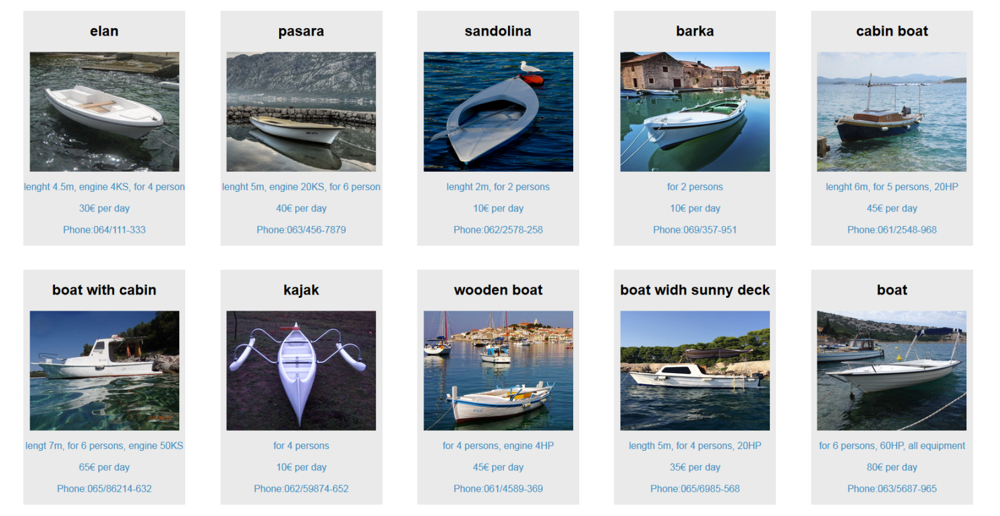 elan
lenght 4.5m, engine 4KS, for 4 person
30€ per day
Phone:064/111-333
pasara
lenght 5m, engine 20KS, for 6 person
40€ per day
Phone:063/456-7879
sandolina
lenght 2m, for 2 persons
10€ per day
Phone:062/2578-258
barka
for 2 persons
10€ per day
Phone:069/357-951
cabin boat
lenght 6m, for 5 persons, 20HP
45€ per day
Phone:061/2548-968
boat with cabin
lengt 7m, for 6 persons, engine 50KS
65€ per day
Phone:065/86214-632
kajak
for 4 persons
10€ per day
Phone:062/59874-652
wooden boat
for 4 persons, engine 4HP
45€ per day
Phone:061/4589-369
boat widh sunny deck
length 5m, for 4 persons, 20HP
35€ per day
Phone:065/6985-568
boat
for 6 persons, 60HP, all equipment
80€ per day
Phone:063/5687-965